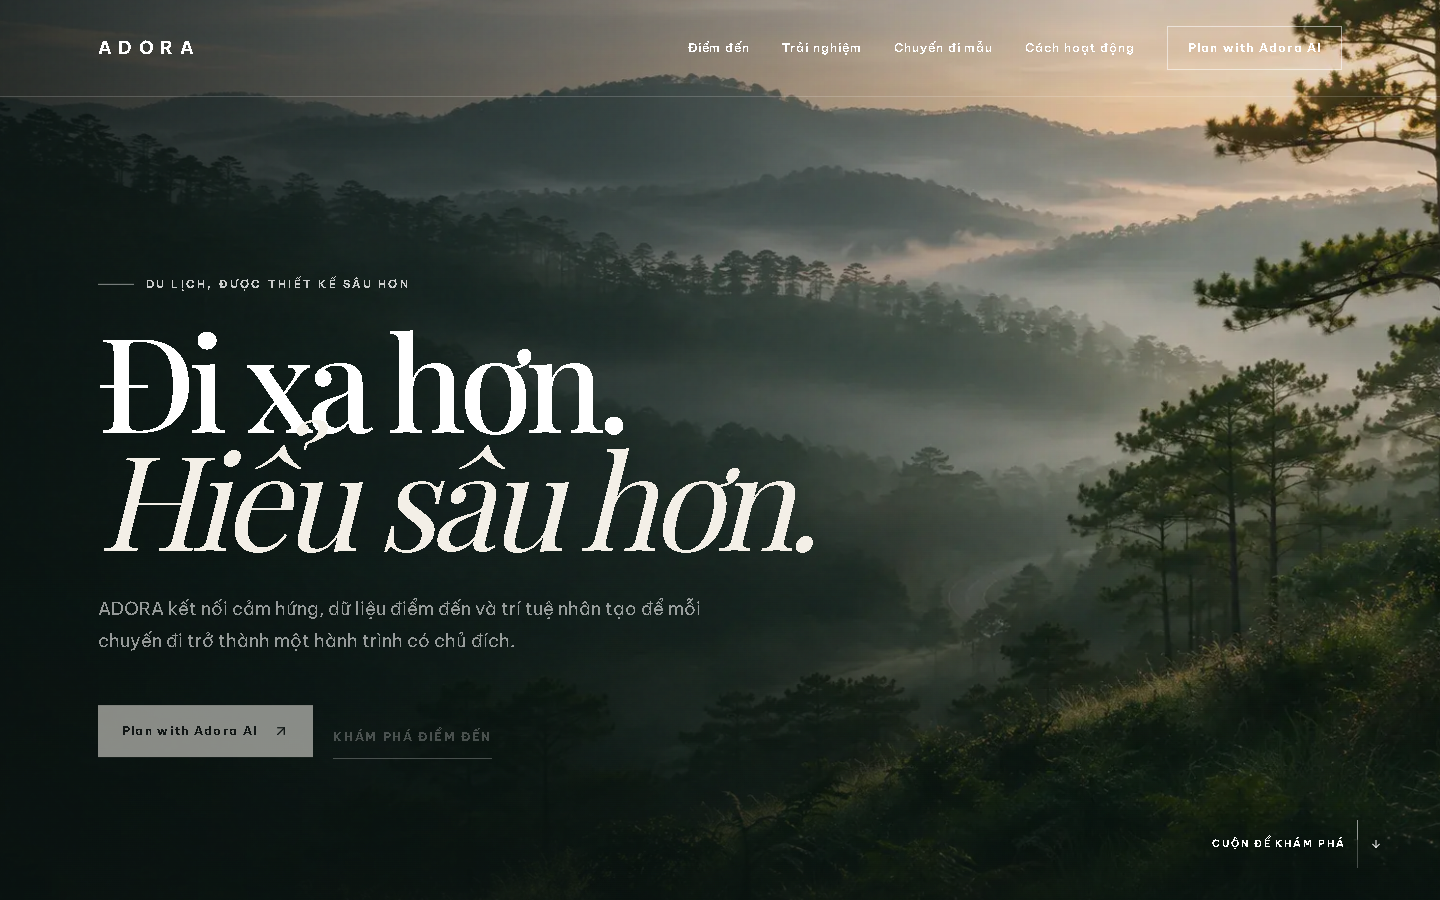 ADORA
Điểm đến
Trải nghiệm
Chuyến đi mẫu
Cách hoạt động
Plan with Adora AI
DU LỊCH, ĐƯỢC THIẾT KẾ SÂU HƠN
Đi xa hơn.
Hiểu sâu hơn.
ADORA kết nối cảm hứng, dữ liệu điểm đến và trí tuệ nhân tạo để mỗi
chuyến đi trở thành một hành trình có chủ đích.
Plan with Adora AI
KHÁM PHÁ ĐIỂM ĐẾN
CUỘN ĐỂ KHÁM PHÁ